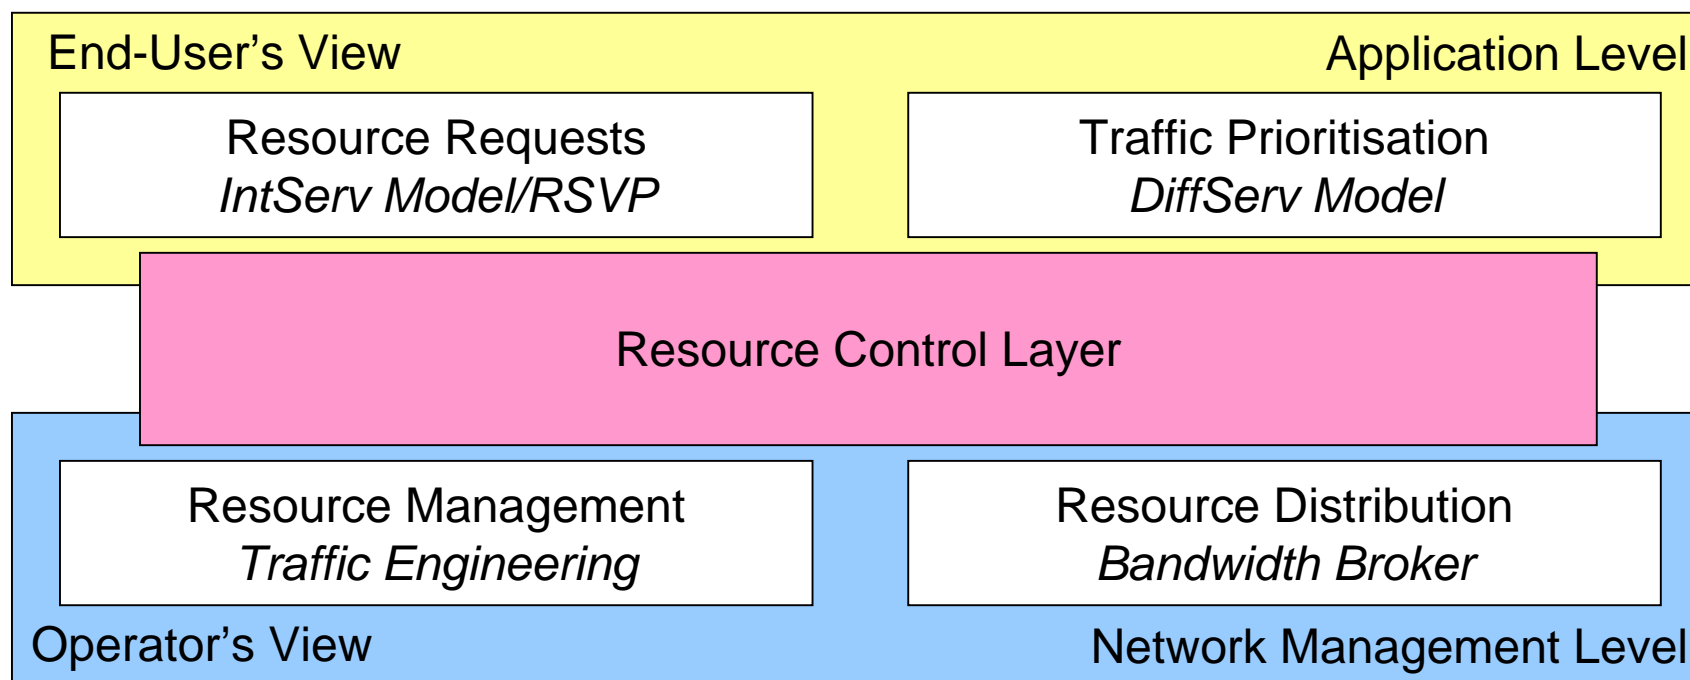 End-User’s View
Application Level
Resource Requests
IntServ Model/RSVP
Traffic Prioritisation
DiffServ Model
Resource Control Layer
Resource Management
Traffic Engineering
Resource Distribution
Bandwidth Broker
Operator’s View
Network Management Level